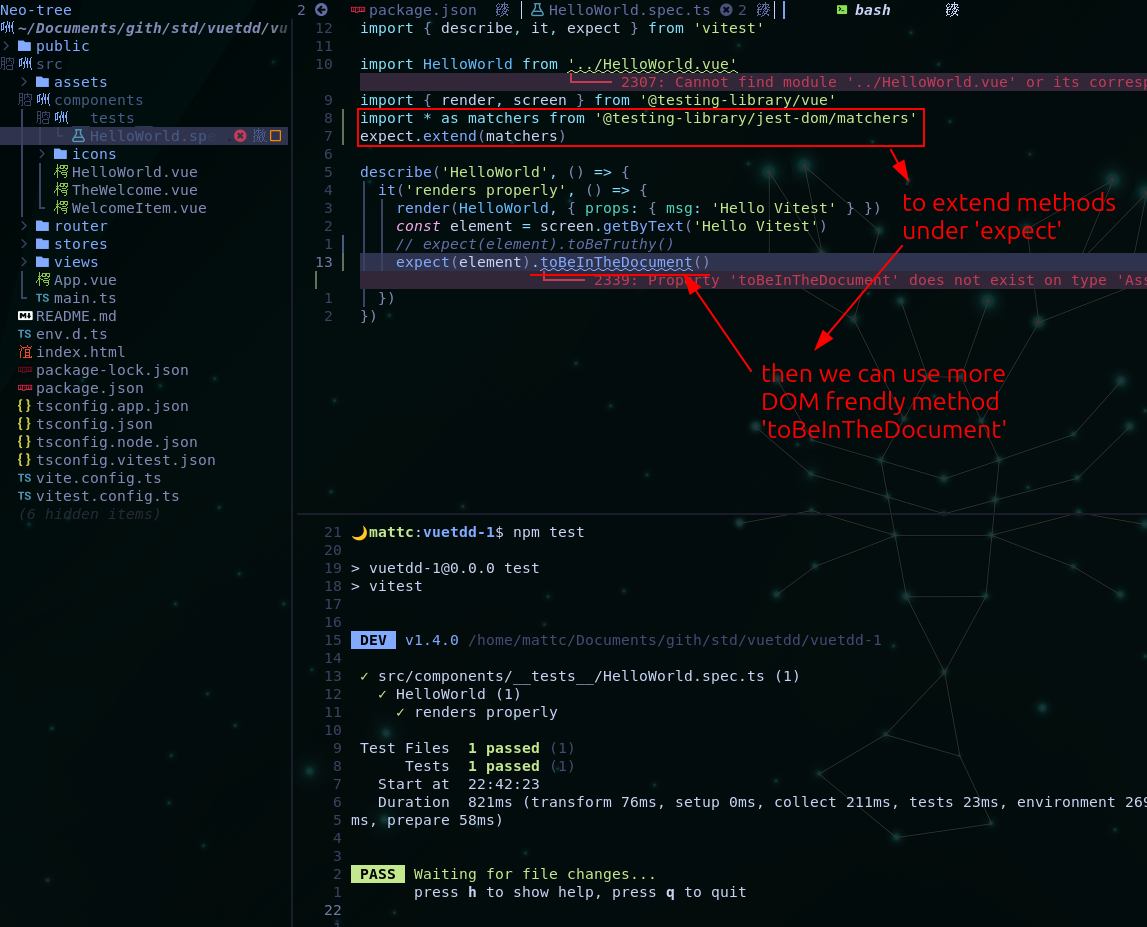 Neo-tree
~/Documents/gith/std/vuetdd/vu
public
src
assets
components
__tests__
HelloWorld.spe
icons
HelloWorld.vue
TheWelcome.vue
WelcomeItem.vue
router
stores
views
App.vue
TS main.ts
README.md
TS env.d.ts
index.html
package-lock.json
package.json
{} tsconfig.app.json
{} tsconfig.json
{} tsconfig.node.json
{} tsconfig.vitest.json
TS vite.config.ts
TS vitest.config.ts
(6 hidden items)
2 package.json HelloWorld.spec.ts 2 bash
12 import { describe, it, expect } from 'vitest'
11
10 import HelloWorld from '../HelloWorld.vue'
2307: Cannot find module '../HelloWorld.vue' or its corresp
9 import { render, screen } from '@testing-library/vue'
8 import * as matchers from '@testing-library/jest-dom/matchers'
7 expect.extend(matchers)
6
5 describe('HelloWorld', () => {
4 it('renders properly', () => {
3 render(HelloWorld, { props: { msg: 'Hello Vitest' } })
2 const element = screen.getByText('Hello Vitest')
1 // expect(element).toBeTruthy()
13 expect(element).toBeInTheDocument()
2339: Property 'toBeInTheDocument' does not exist on type 'Ass
1 })
2 })
to extend methods
under 'expect'
then we can use more
DOM frendly method
'toBeInTheDocument'
21 mattc:vuetdd-1$ npm test
20
19 > vuetdd-1@0.0.0 test
18 > vitest
17
16
15 DEV v1.4.0 /home/mattc/Documents/gith/std/vuetdd/vuetdd-1
14
13 ✓ src/components/__tests__/HelloWorld.spec.ts (1)
12 ✓ HelloWorld (1)
11 ✓ renders properly
10
9 Test Files 1 passed (1)
8 Tests 1 passed (1)
7 Start at 22:42:23
6 Duration 821ms (transform 76ms, setup 0ms, collect 211ms, tests 23ms, environment 269
5 ms, prepare 58ms)
4
3
2 PASS Waiting for file changes...
1 press h to show help, press q to quit
22